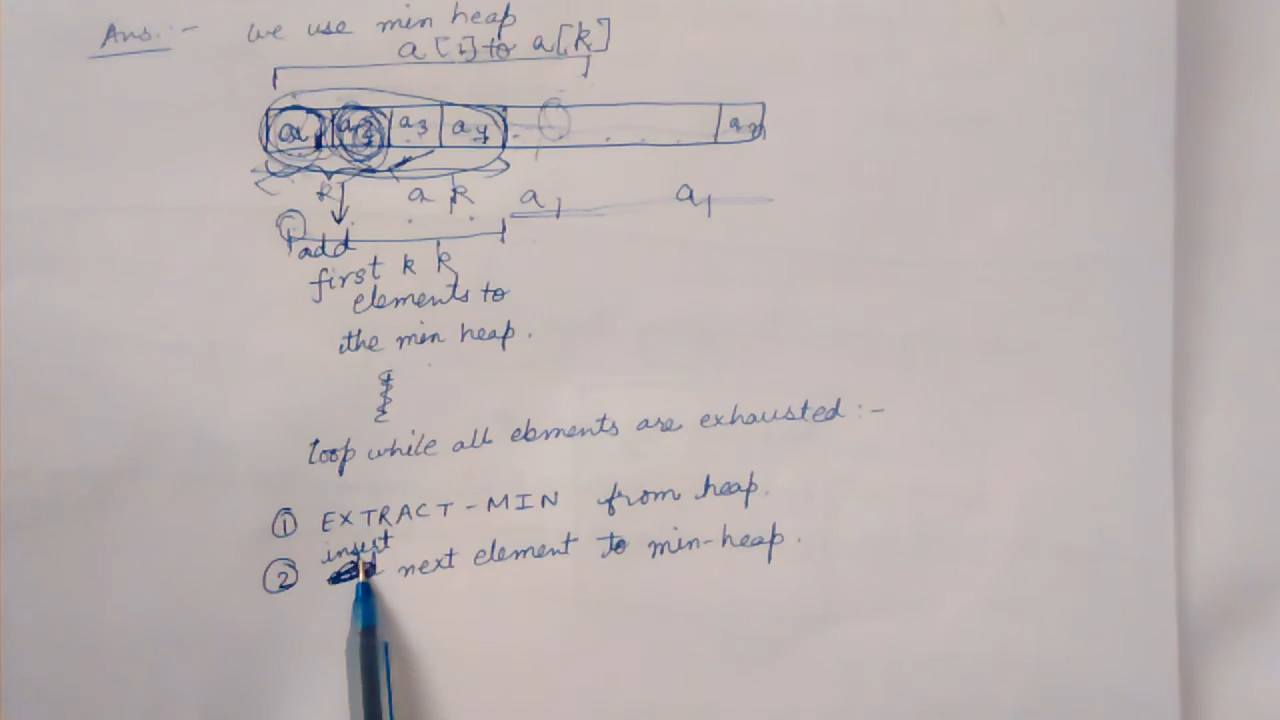 Ans. :- we use min heap
a[i] to a[k]
a2 a3 a4 an
k a k a1 a1
1 add
first k k
elements to
the min heap.
loop while all elements are exhausted :-
① EXTRACT-MIN from heap.
insert
② next element to min-heap.